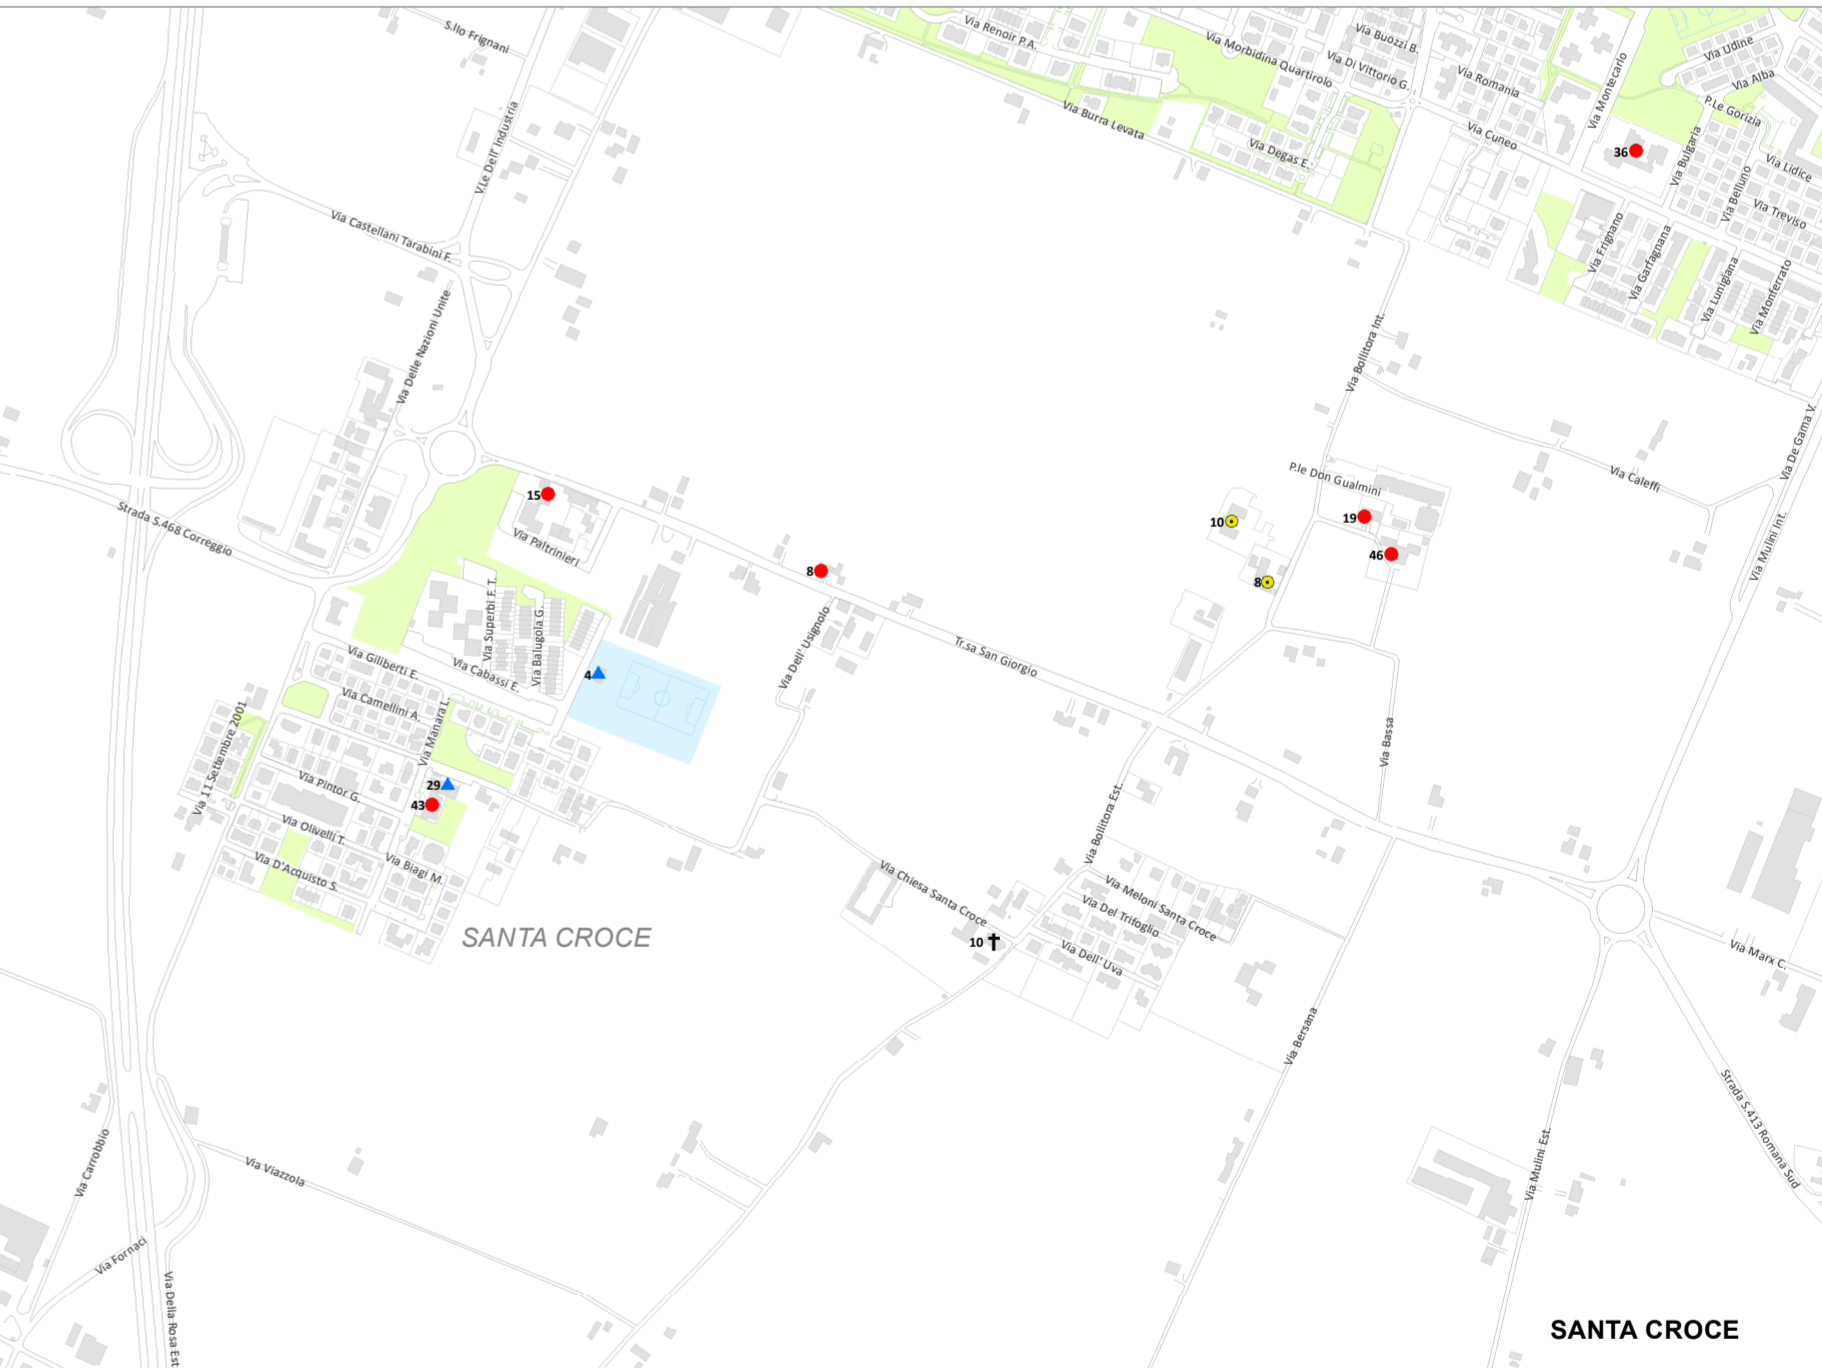 S.llo Frignani
Via Renoir P.A.
Via Morbidina Quartirolo
Via Buozzi B.
Via Di Vittorio G.
Via Romania
Via Montecarlo
Via Udine
Via Alba
P.Le Gorizia
V.Le Dell' Industria
Via Burra Levata
Via Degas E.
Via Cuneo
36
Via Bulgaria
Via Lidice
Via Belluno
Via Treviso
Via Castellani Tarabini F.
Via Frignano
Via Garfagnana
Via Lunigiana
Via Monferrato
Via Delle Nazioni Unite
Via Bollitora Int.
Via De Gama V.
Via Caleffi
P.le Don Gualmini
15
10
19
Strada S.468 Correggio
Via Paltrinieri
46
8
8
Via Mulini Int.
Via Superbi F. T.
Via Balugola G.
Via Dell' Usignolo
Tr.sa San Giorgio
Via Giliberti E.
Via Cabassi E.
4
Via Camellini A.
Via Manara L.
Via 11 Settembre 2001
Via Bassa
Via Pintor G.
29
43
Via Olivelli T.
Via Bollitora Est.
Via D'Acquisto S.
Via Biagi M.
Via Chiesa Santa Croce
Via Meloni Santa Croce
Via Del Trifoglio
SANTA CROCE
10
Via Dell' Uva
Via Marx C.
Via Bersana
Strada S.413 Romana Sud
Via Carrobbio
Via Viazzola
Via Mulini Est.
Via Fornaci
Via Della Rosa Est
SANTA CROCE